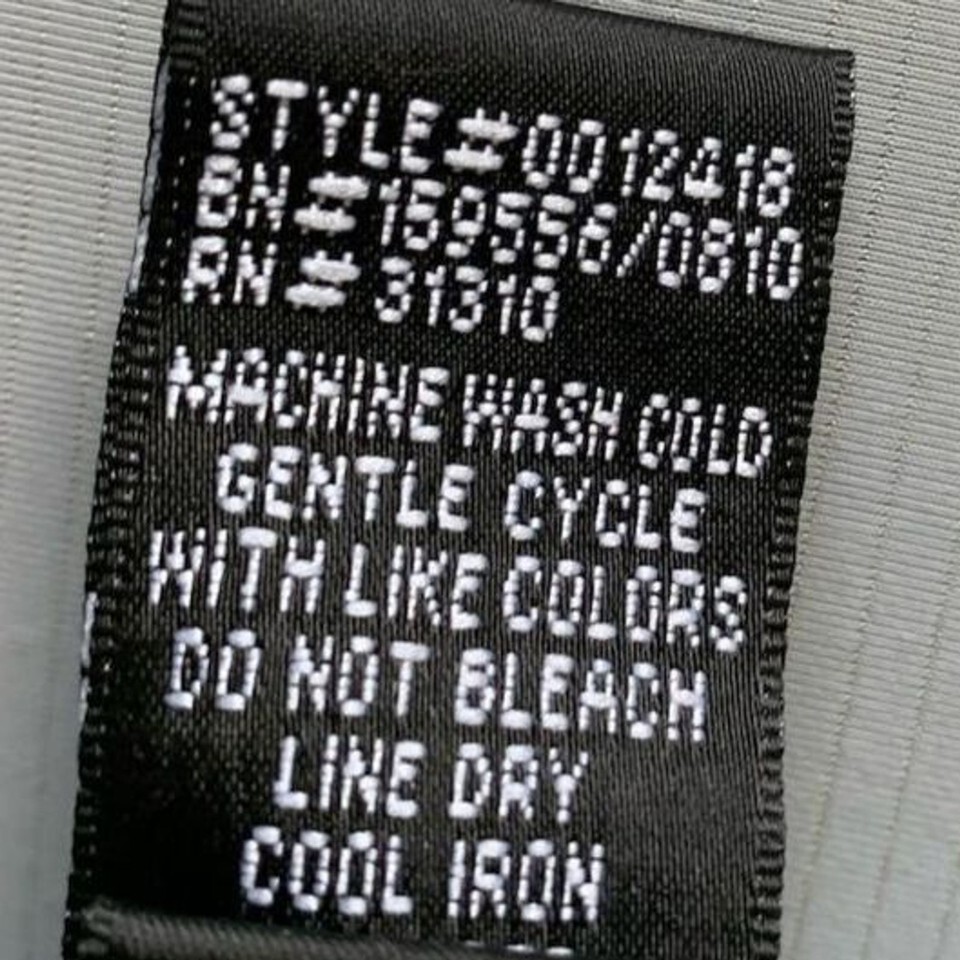 STYLE#0012418
BN#159556/0810
RN#31310
MACHINE WASH COLD
GENTLE CYCLE
WITH LIKE COLORS
DO NOT BLEACH
LINE DRY
COOL IRON